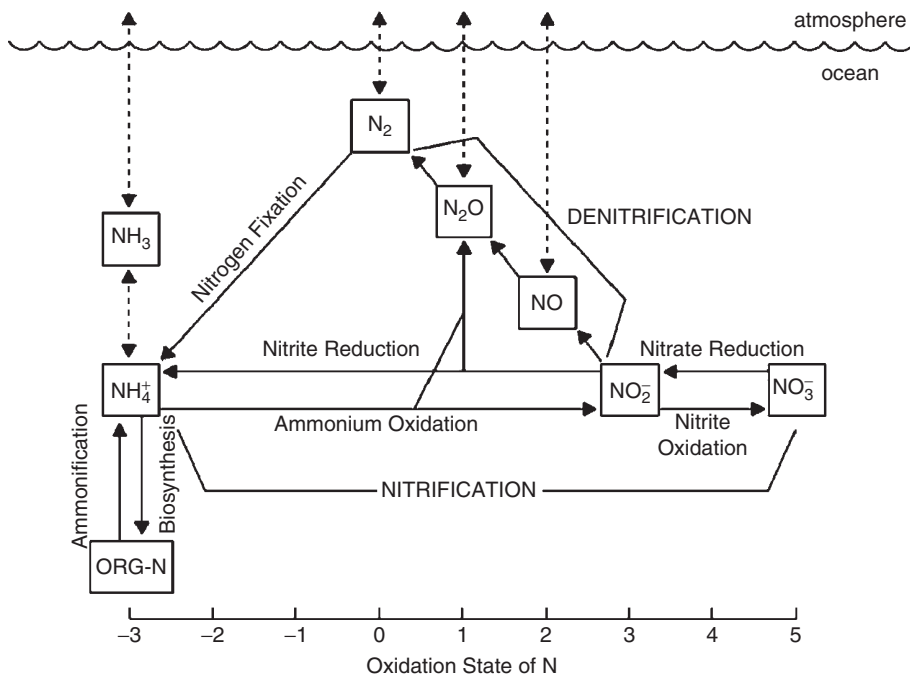 atmosphere
ocean
N₂
N₂O
DENITRIFICATION
Nitrogen Fixation
NH₃
NO
Nitrite Reduction
Nitrate Reduction
NH₄⁺
NO₂⁻
NO₃⁻
Ammonium Oxidation
Nitrite
Oxidation
Ammonification
Biosynthesis
NITRIFICATION
ORG-N
–3 –2 –1 0 1 2 3 4 5
Oxidation State of N